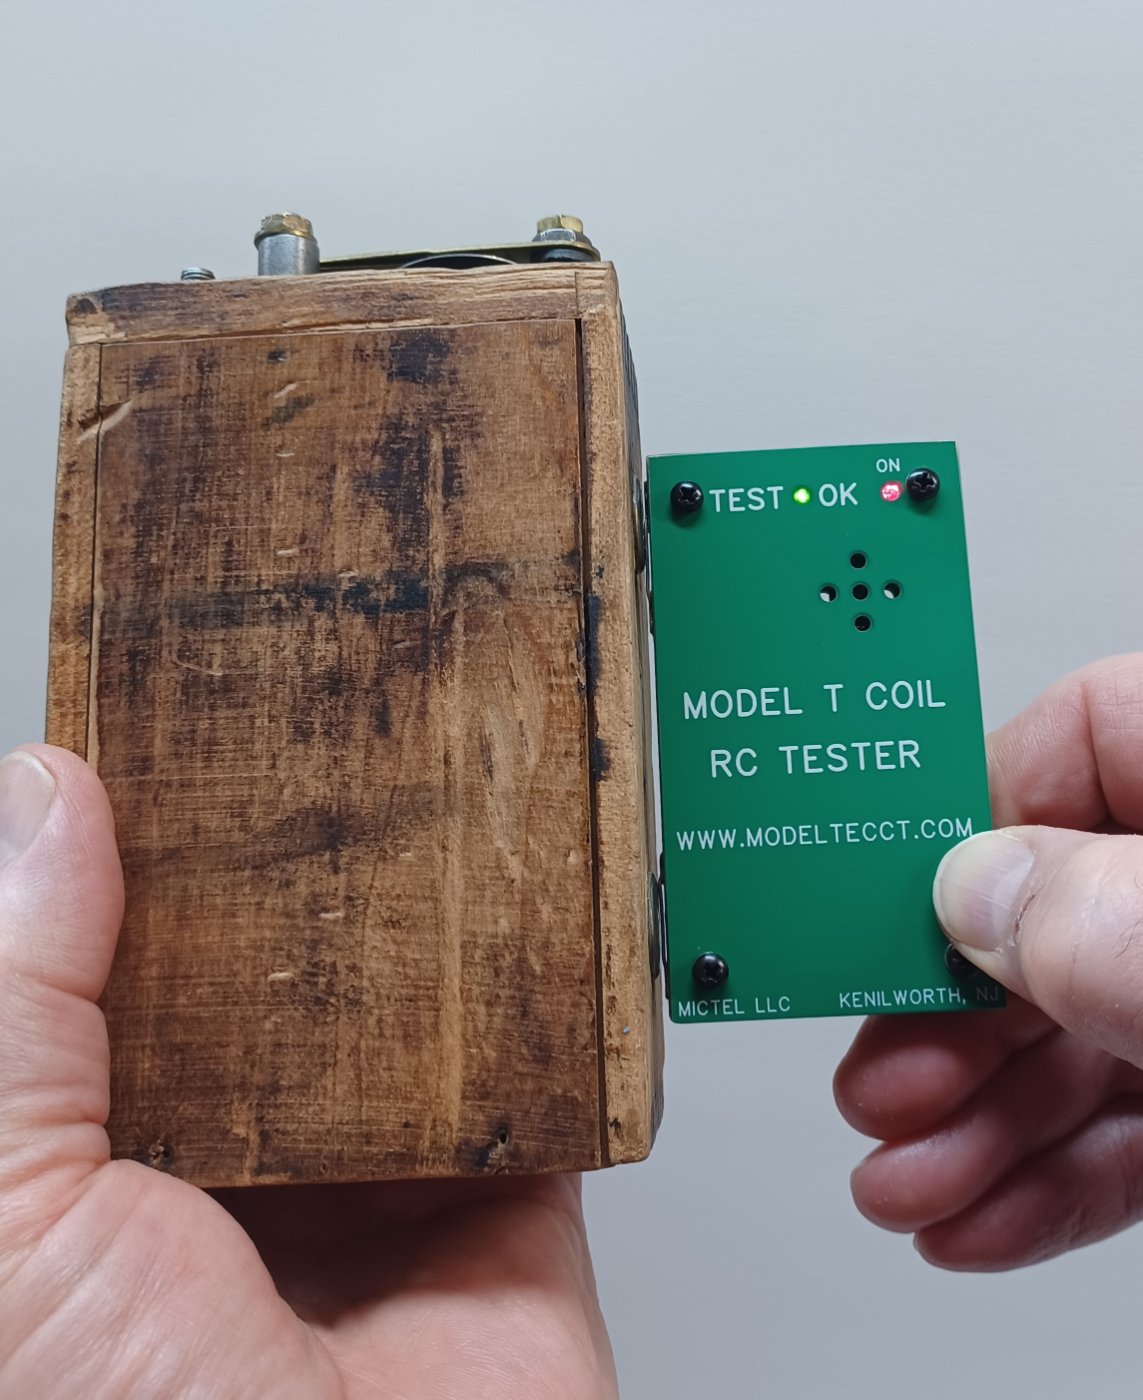 ON
TEST OK
MODEL T COIL
RC TESTER
WWW.MODELTECCT.COM
MICTEL LLC KENILWORTH, NJ